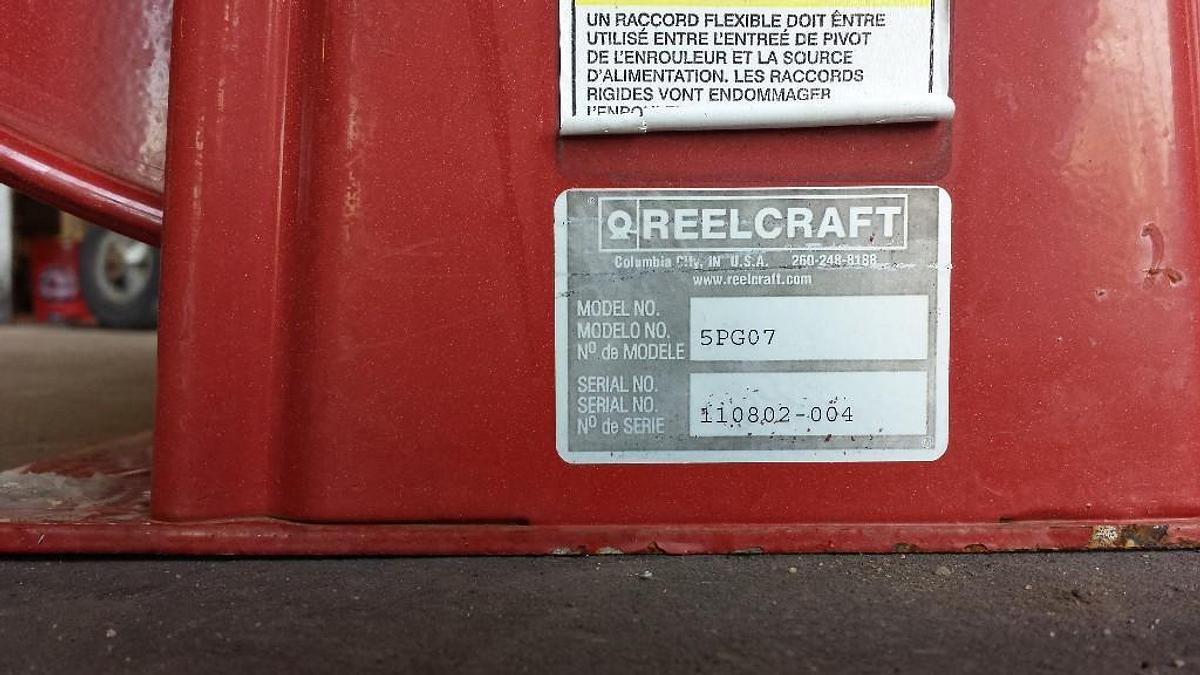 UN RACCORD FLEXIBLE DOIT ÊNTRE
UTILISÉ ENTRE L'ENTREÉ DE PIVOT
DE L'ENROULEUR ET LA SOURCE
D'ALIMENTATION. LES RACCORDS
RIGIDES VONT ENDOMMAGER
REELCRAFT
Columbia City, IN U.S.A. 260-248-8188
www.reelcraft.com
MODEL NO.
MODELO NO.
Nº de MODELE
5PG07
SERIAL NO.
SERIAL NO.
Nº de SERIE
110802-004